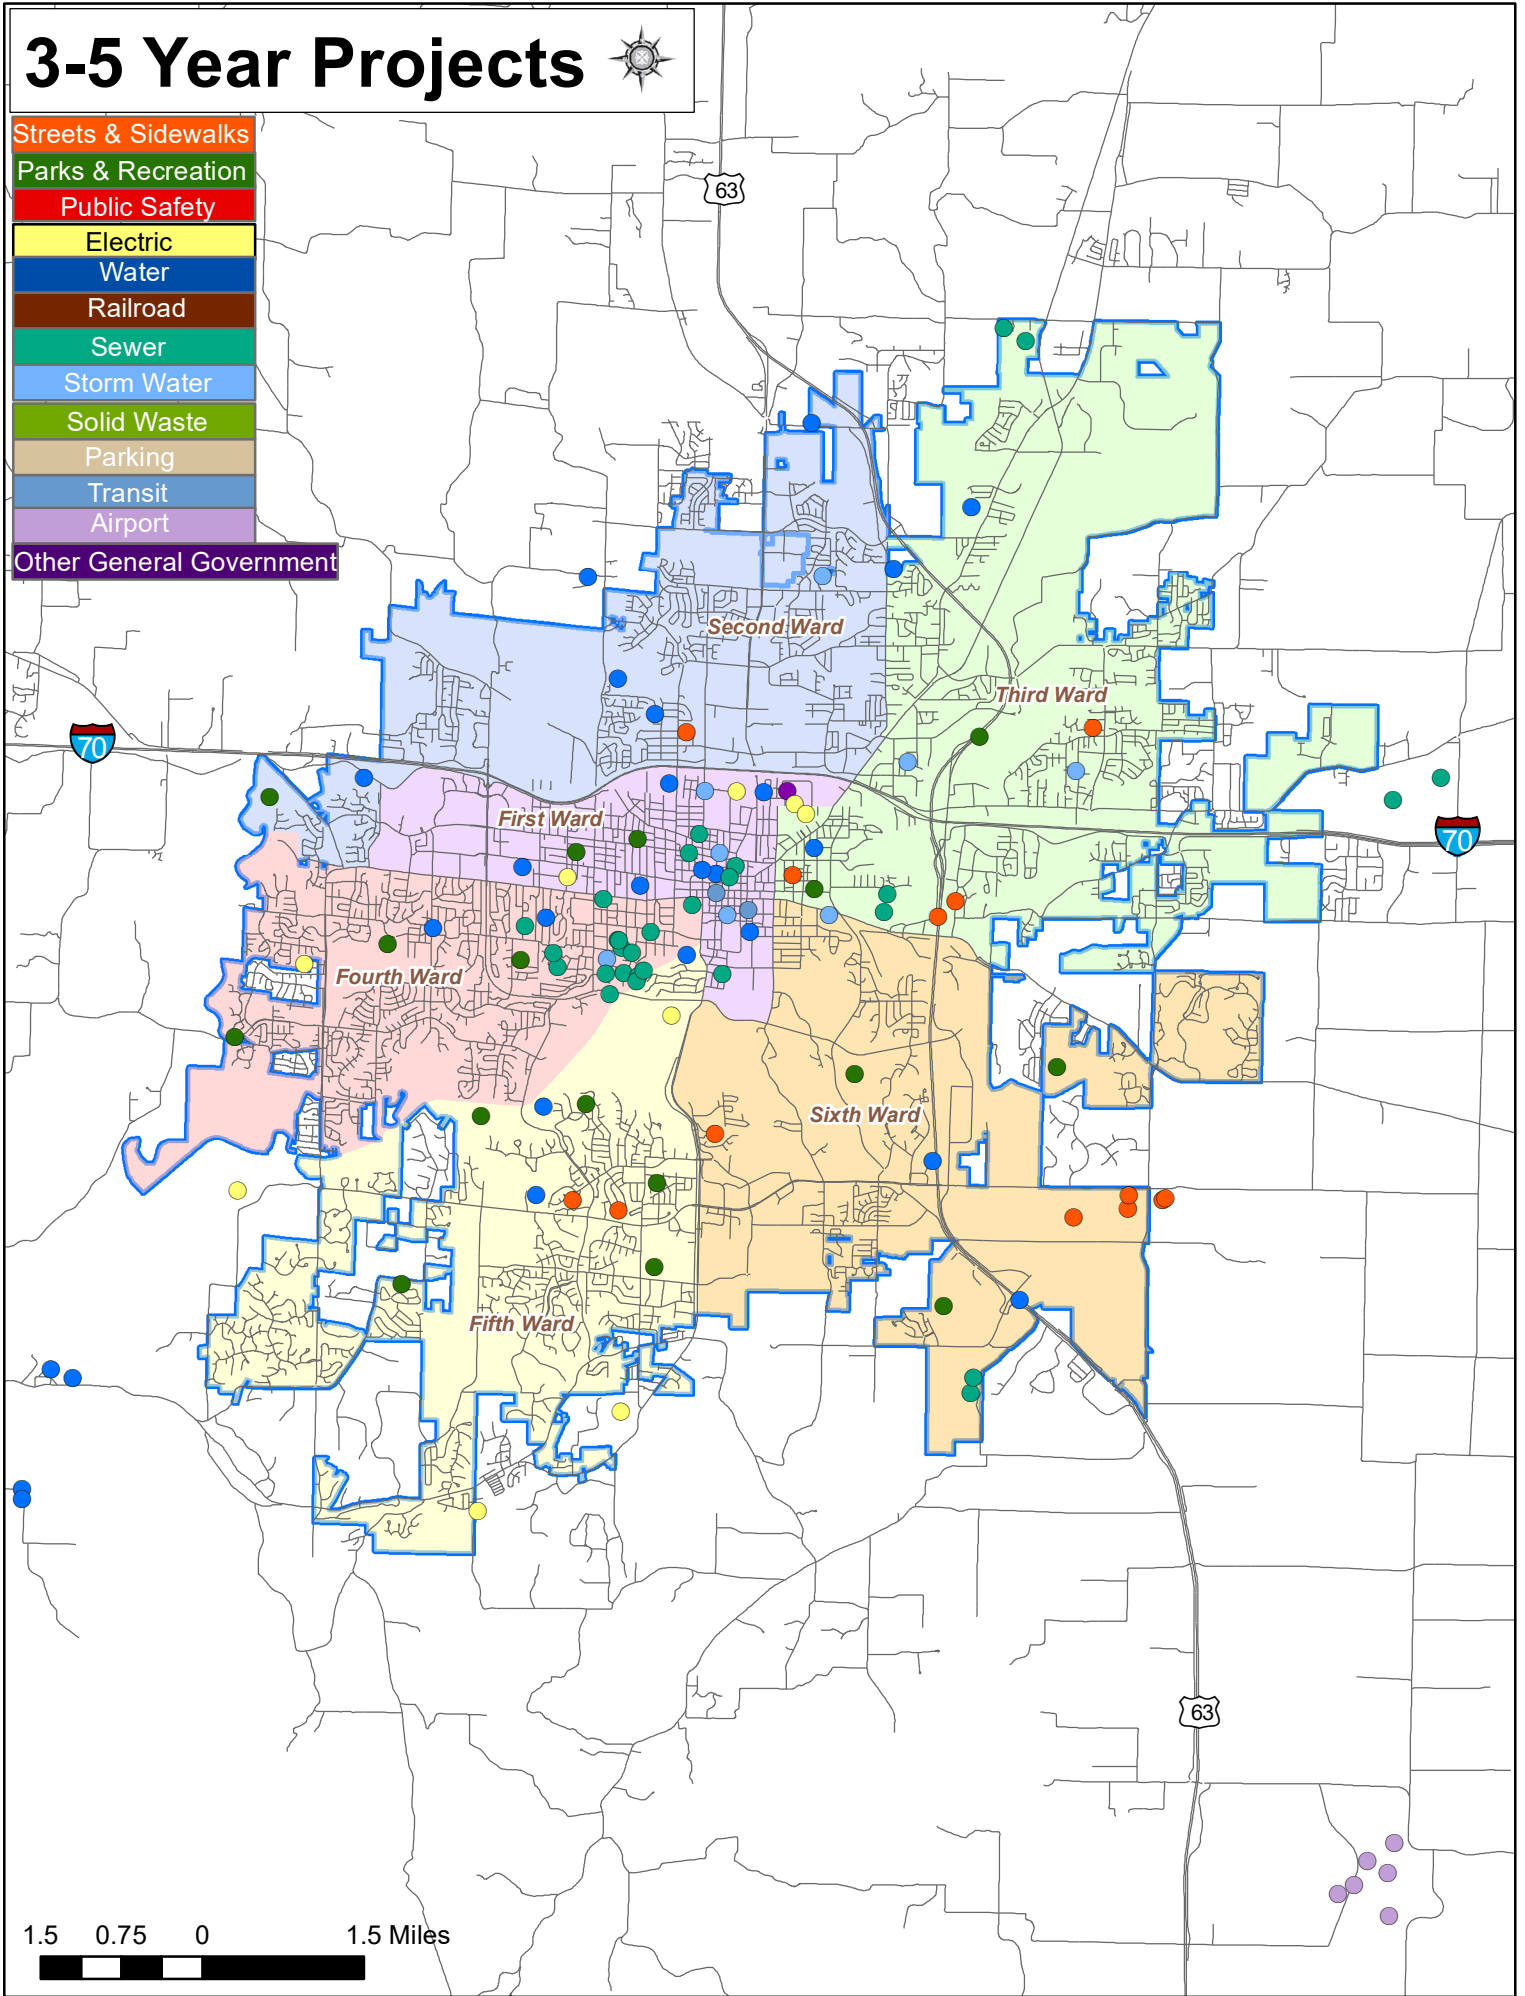 3-5 Year Projects
Streets & Sidewalks
Parks & Recreation
Public Safety
Electric
Water
Railroad
Sewer
Storm Water
Solid Waste
Parking
Transit
Airport
Other General Government
63
Second Ward
Third Ward
70
First Ward
70
Fourth Ward
Sixth Ward
Fifth Ward
63
1.5 0.75 0 1.5 Miles